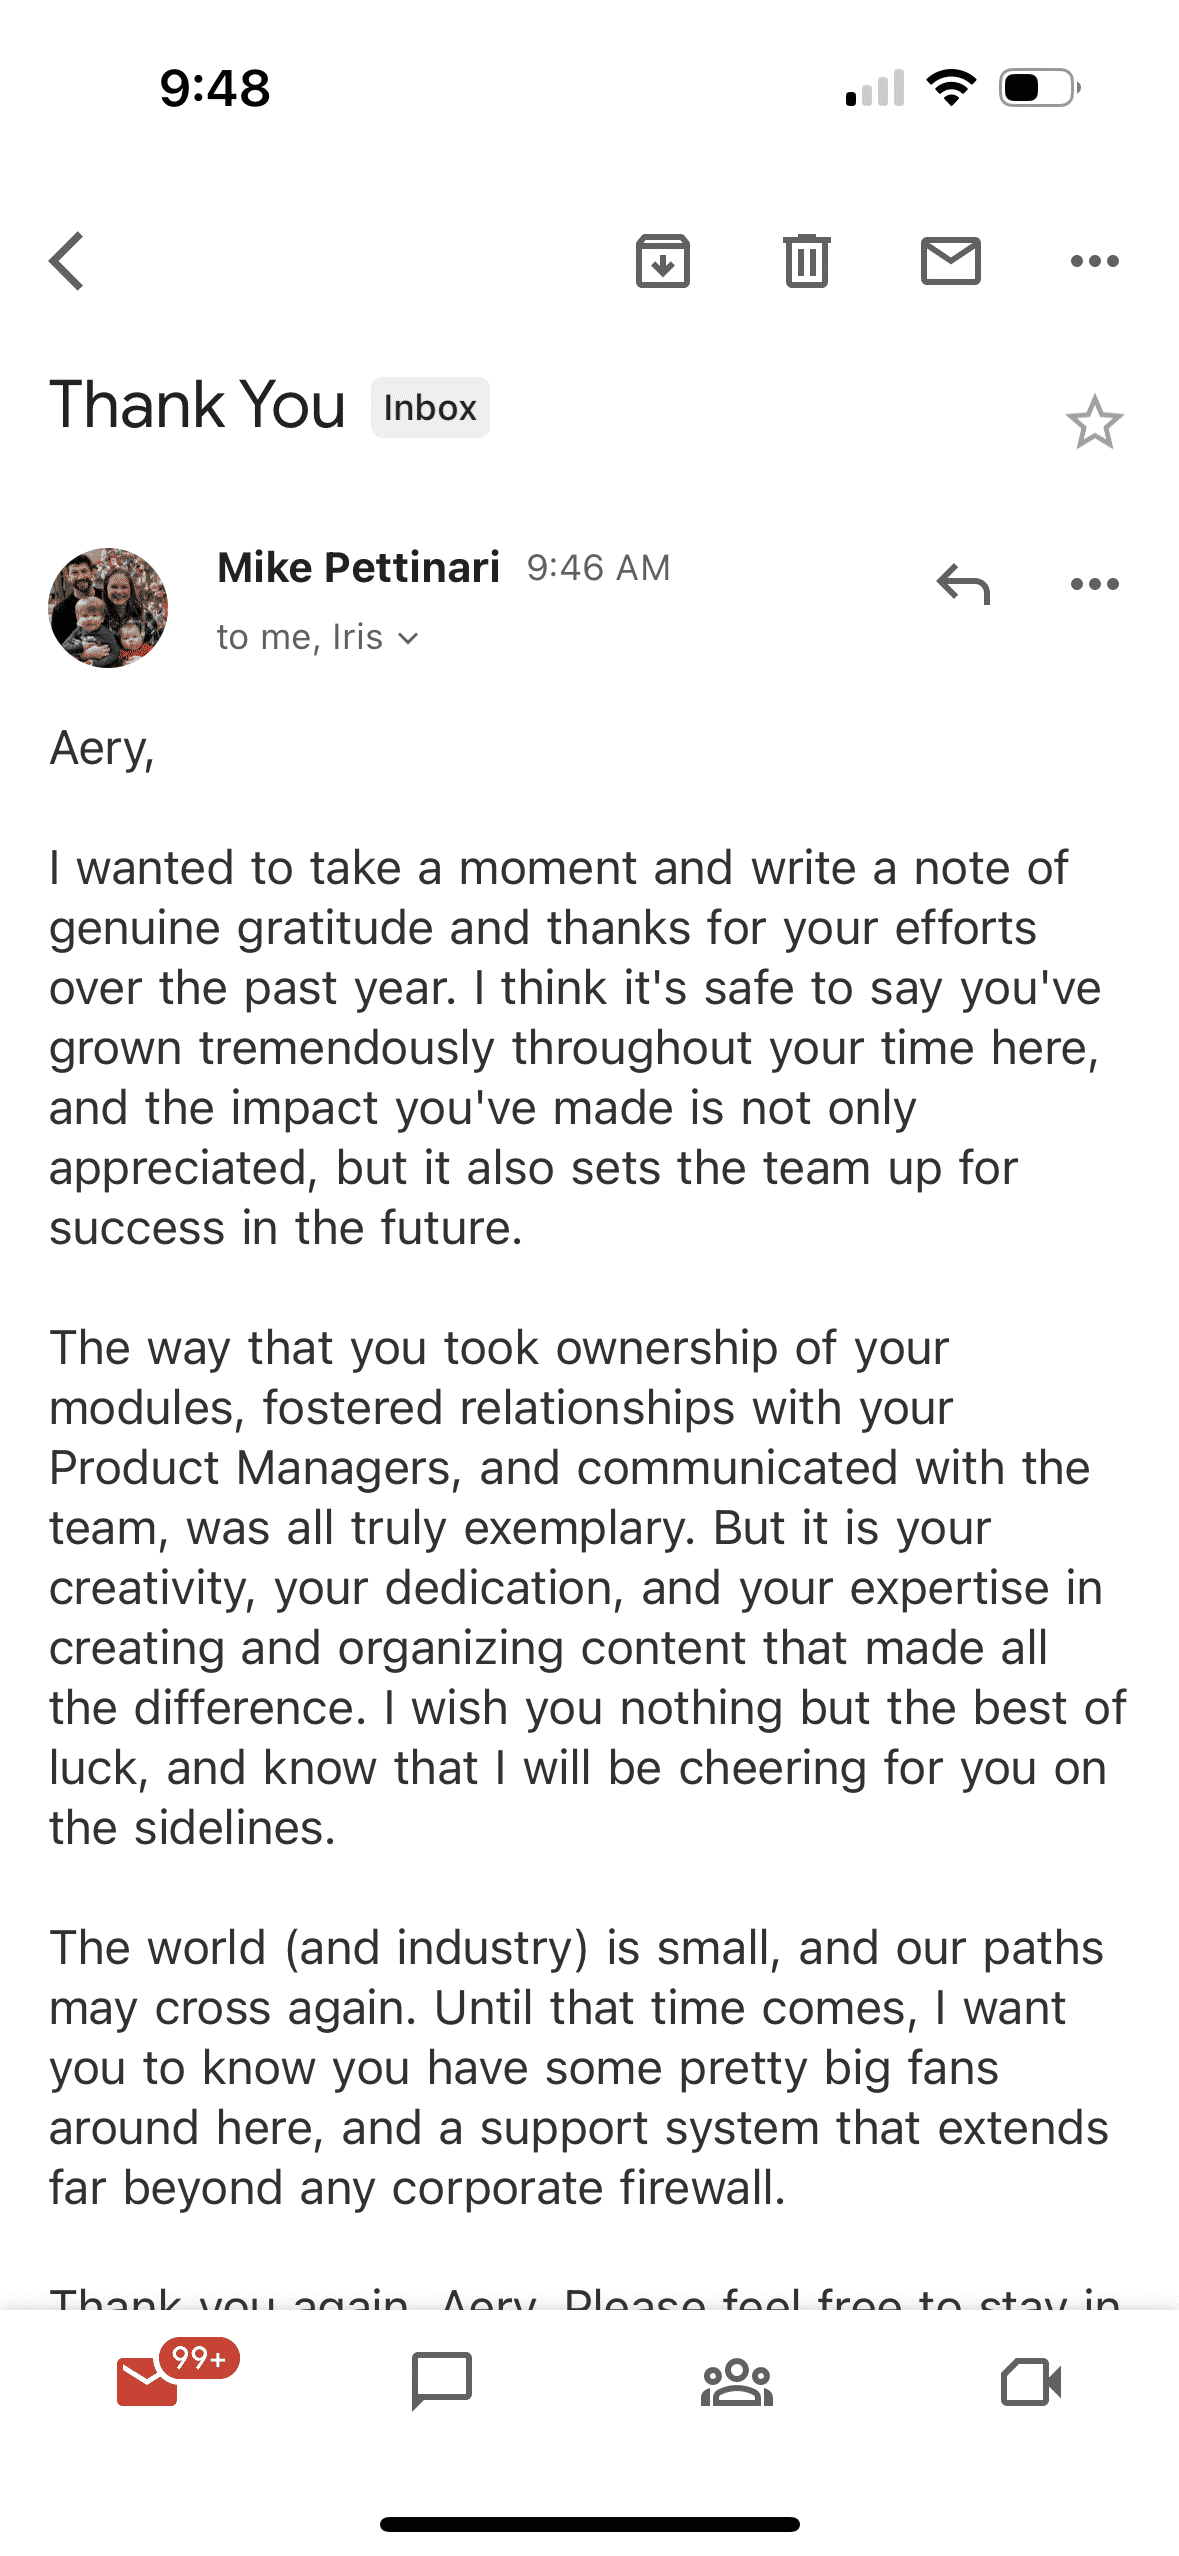 9:48
Thank You Inbox
Mike Pettinari 9:46 AM
to me, Iris
Aery,
I wanted to take a moment and write a note of
genuine gratitude and thanks for your efforts
over the past year. I think it's safe to say you've
grown tremendously throughout your time here,
and the impact you've made is not only
appreciated, but it also sets the team up for
success in the future.
The way that you took ownership of your
modules, fostered relationships with your
Product Managers, and communicated with the
team, was all truly exemplary. But it is your
creativity, your dedication, and your expertise in
creating and organizing content that made all
the difference. I wish you nothing but the best of
luck, and know that I will be cheering for you on
the sidelines.
The world (and industry) is small, and our paths
may cross again. Until that time comes, I want
you to know you have some pretty big fans
around here, and a support system that extends
far beyond any corporate firewall.
Thank you again, Aery. Please feel free to stay in
99+